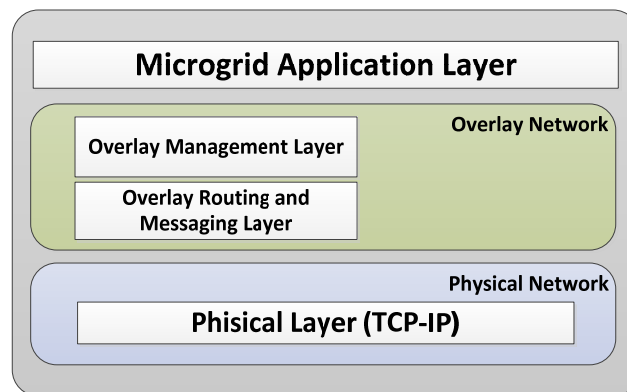 Microgrid Application Layer
Overlay Network
Overlay Management Layer
Overlay Routing and
Messaging Layer
Physical Network
Phisical Layer (TCP-IP)